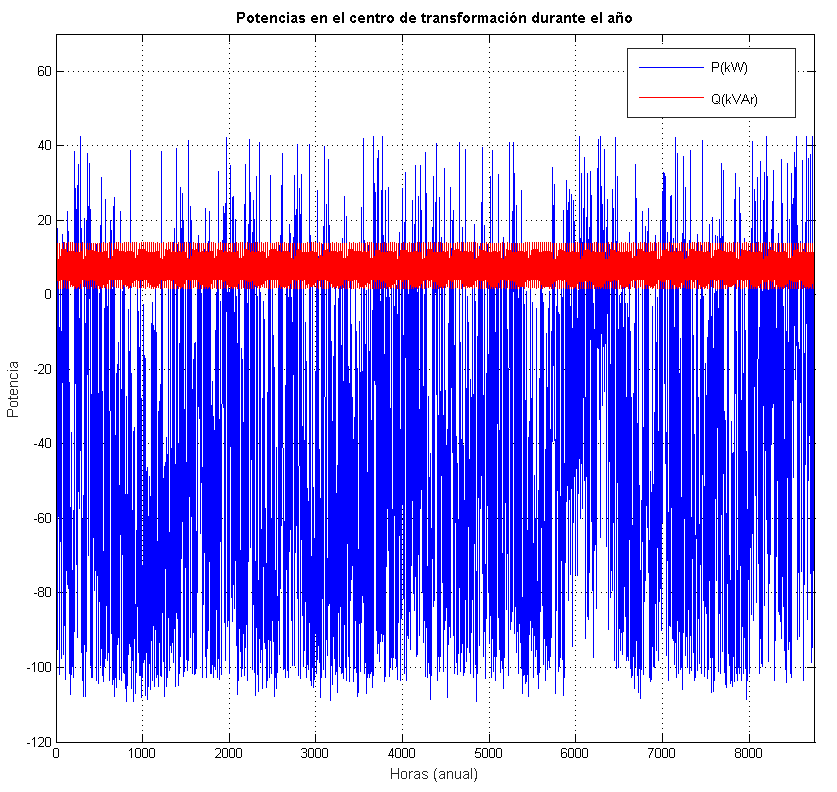 Potencias en el centro de transformación durante el año
P(kW)
Q(kVAr)
60
40
20
0
-20
-40
-60
-80
-100
-120
Potencia
0 1000 2000 3000 4000 5000 6000 7000 8000
Horas (anual)